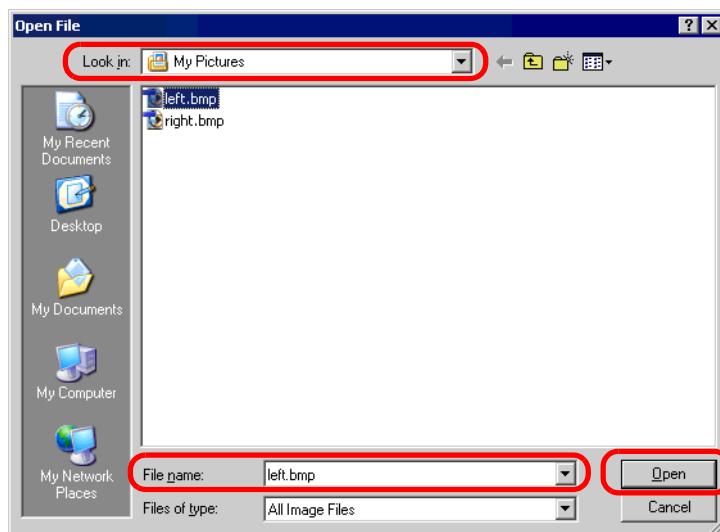 Open File
Look in: My Pictures
left.bmp
right.bmp
My Recent
Documents
Desktop
My Documents
My Computer
My Network
Places
File name: left.bmp Open
Files of type: All Image Files Cancel